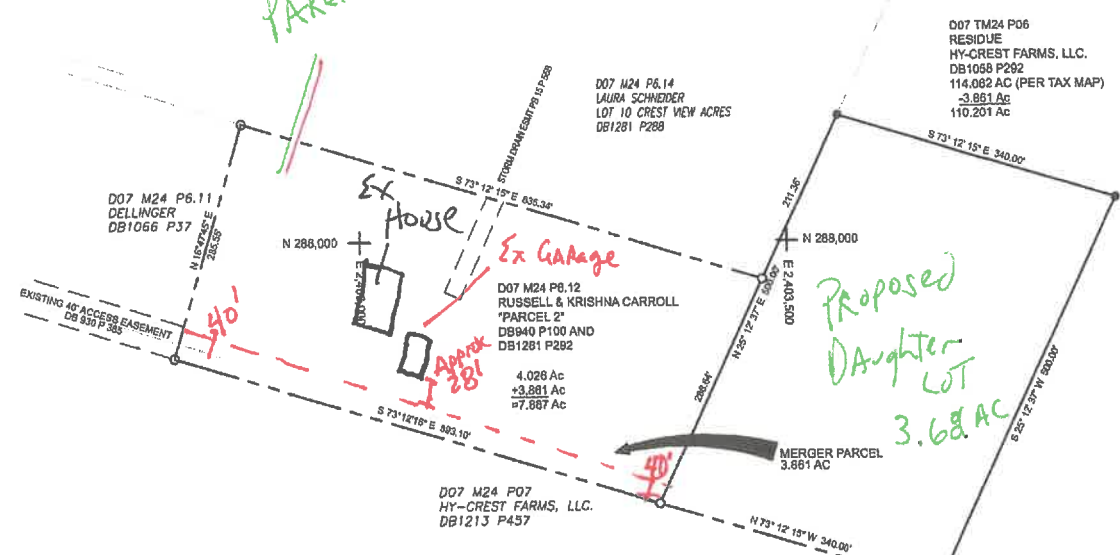 D07 TM24 P06
RESIDUE
HY-CREST FARMS, LLC.
DB1058 P292
114.062 AC (PER TAX MAP)
-3.861 Ac
110.201 Ac
D07 M24 P6.14
LAURA SCHNEIDER
LOT 10 CREST VIEW ACRES
DB1281 P288
STORM DRAIN ESMT PB 15 P 568
S 73° 12' 15" E 340.00'
S 73° 12' 15" E 835.34'
211.36'
D07 M24 P6.11
DELLINGER
DB1066 P37
N 16°47'45" E
285.55'
Ex
House
N 288,000
Ex GARage
N 288,000
E 2,403,500
D07 M24 P6.12
RUSSELL & KRISHNA CARROLL
"PARCEL 2"
DB940 P100 AND
DB1281 P292
4.026 Ac
+3.861 Ac
=7.887 Ac
EXISTING 40' ACCESS EASEMENT
DB 930 P 385
40'
Approx
28'
PROPOSED
DAughter
LOT
3.68 AC
N 25° 12' 37" E 500.00'
288.64'
S 25° 12' 37" W 500.00'
S 73°12'15" E 893.10'
MERGER PARCEL
3.861 AC
40'
D07 M24 P07
HY-CREST FARMS, LLC.
DB1213 P457
N 73° 12' 15" W 340.00'